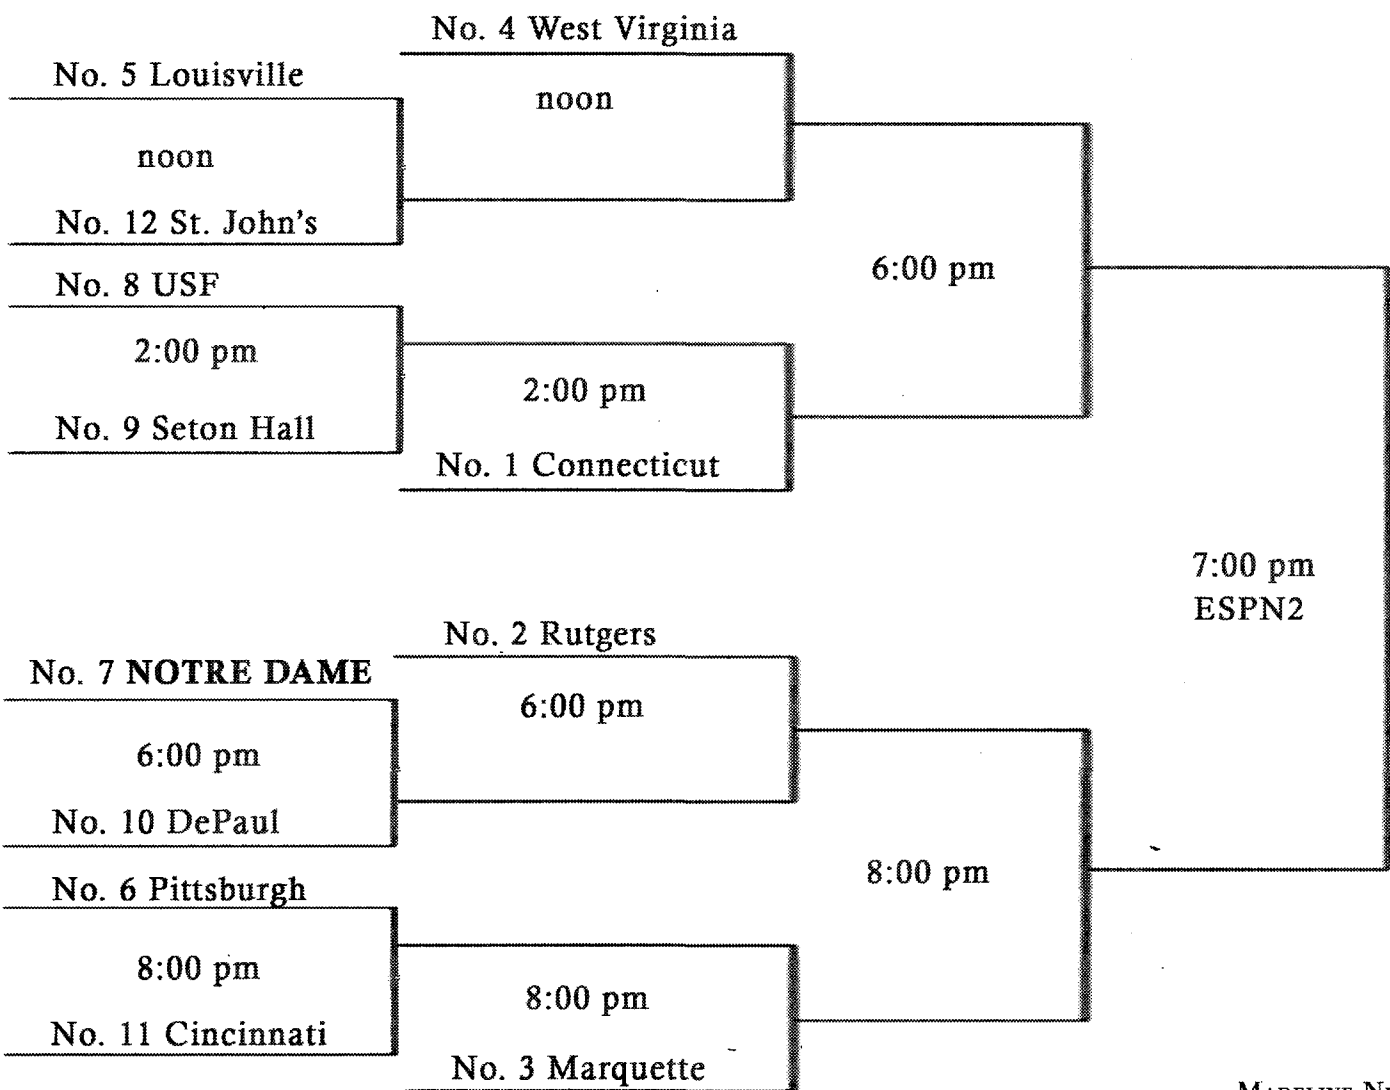 No. 4 West Virginia
No. 5 Louisville
noon
noon
No. 12 St. John's
No. 8 USF
6:00 pm
2:00 pm
2:00 pm
No. 9 Seton Hall
No. 1 Connecticut
7:00 pm
ESPN2
No. 2 Rutgers
No. 7 NOTRE DAME
6:00 pm
6:00 pm
No. 10 DePaul
8:00 pm
No. 6 Pittsburgh
8:00 pm
8:00 pm
No. 11 Cincinnati
No. 3 Marquette